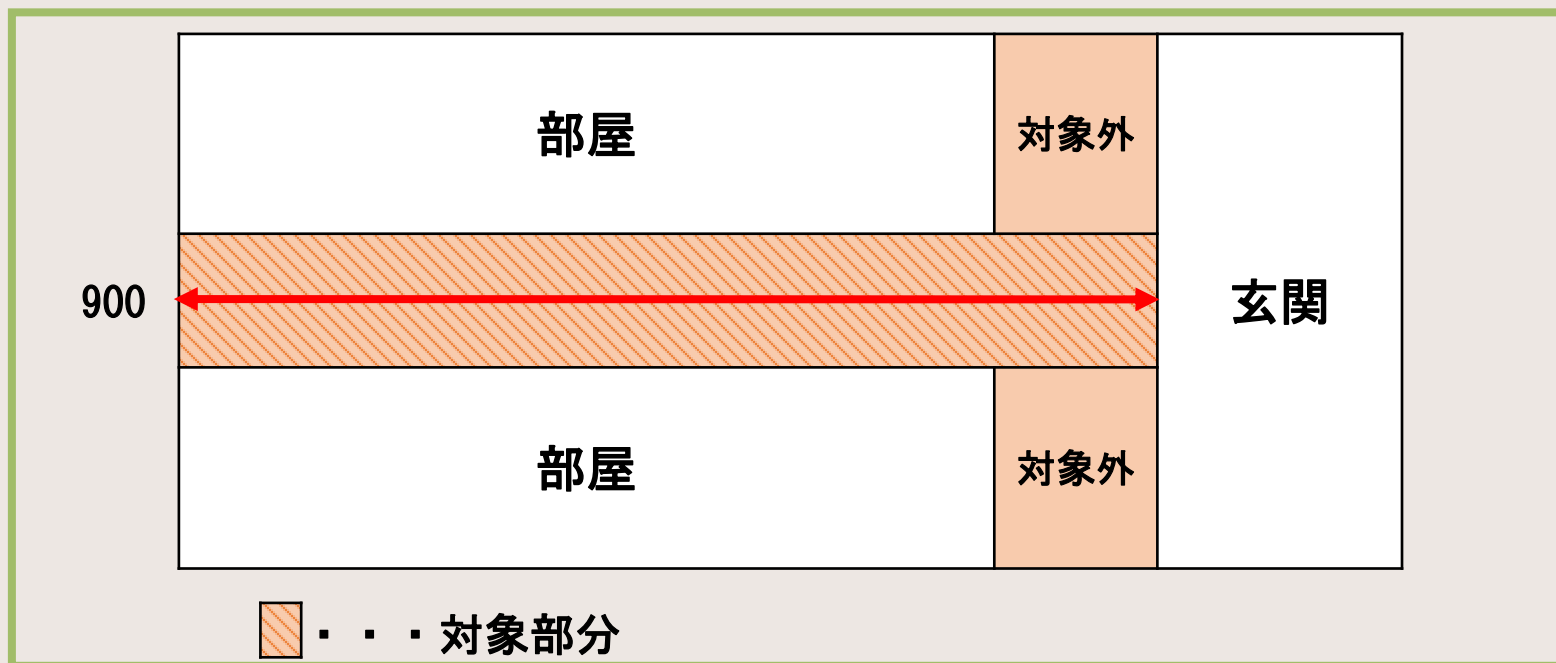 部屋
対象外
900
玄関
部屋
対象外
・・・対象部分